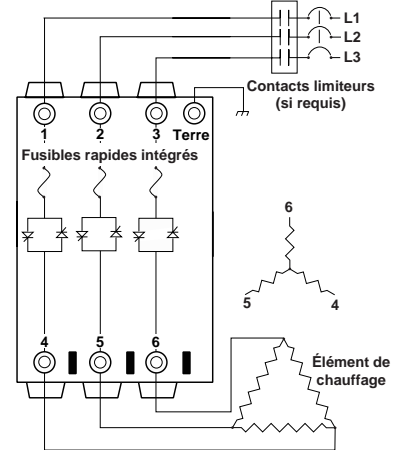 L1
L2
L3
Contacts limiteurs
(si requis)
1 2 3 Terre
Fusibles rapides intégrés
6
5 4
4 5 6
Élément de
chauffage